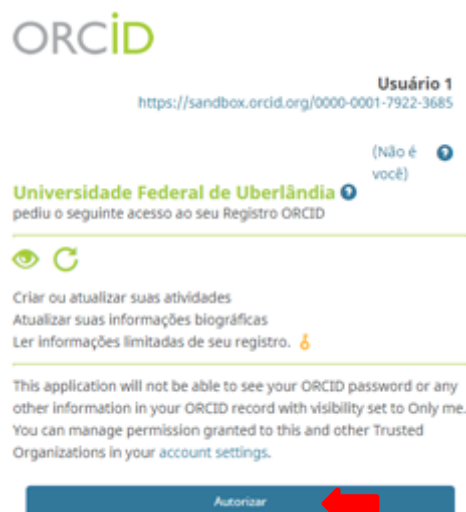 ORCID
Usuário 1
https://sandbox.orcid.org/0000-0001-7922-3685
(Não é
você)
Universidade Federal de Uberlândia
pediu o seguinte acesso ao seu Registro ORCID
Criar ou atualizar suas atividades
Atualizar suas informações biográficas
Ler informações limitadas de seu registro.
This application will not be able to see your ORCID password or any
other information in your ORCID record with visibility set to Only me.
You can manage permission granted to this and other Trusted
Organizations in your account settings.
Autorizar